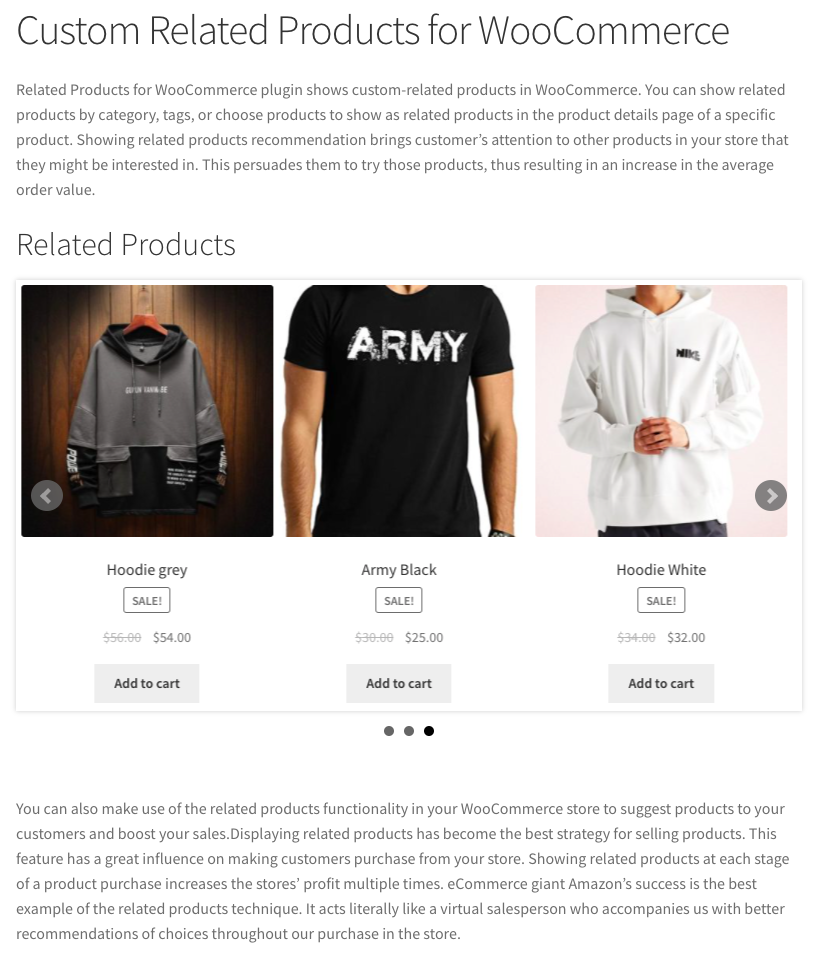 Custom Related Products for WooCommerce
Related Products for WooCommerce plugin shows custom-related products in WooCommerce. You can show related
products by category, tags, or choose products to show as related products in the product details page of a specific
product. Showing related products recommendation brings customer’s attention to other products in your store that
they might be interested in. This persuades them to try those products, thus resulting in an increase in the average
order value.
Related Products
ARMY
NIKE
Hoodie grey
Army Black
Hoodie White
SALE!
SALE!
SALE!
$56.00 $54.00
$30.00 $25.00
$34.00 $32.00
Add to cart
Add to cart
Add to cart
You can also make use of the related products functionality in your WooCommerce store to suggest products to your
customers and boost your sales.Displaying related products has become the best strategy for selling products. This
feature has a great influence on making customers purchase from your store. Showing related products at each stage
of a product purchase increases the stores’ profit multiple times. eCommerce giant Amazon’s success is the best
example of the related products technique. It acts literally like a virtual salesperson who accompanies us with better
recommendations of choices throughout our purchase in the store.